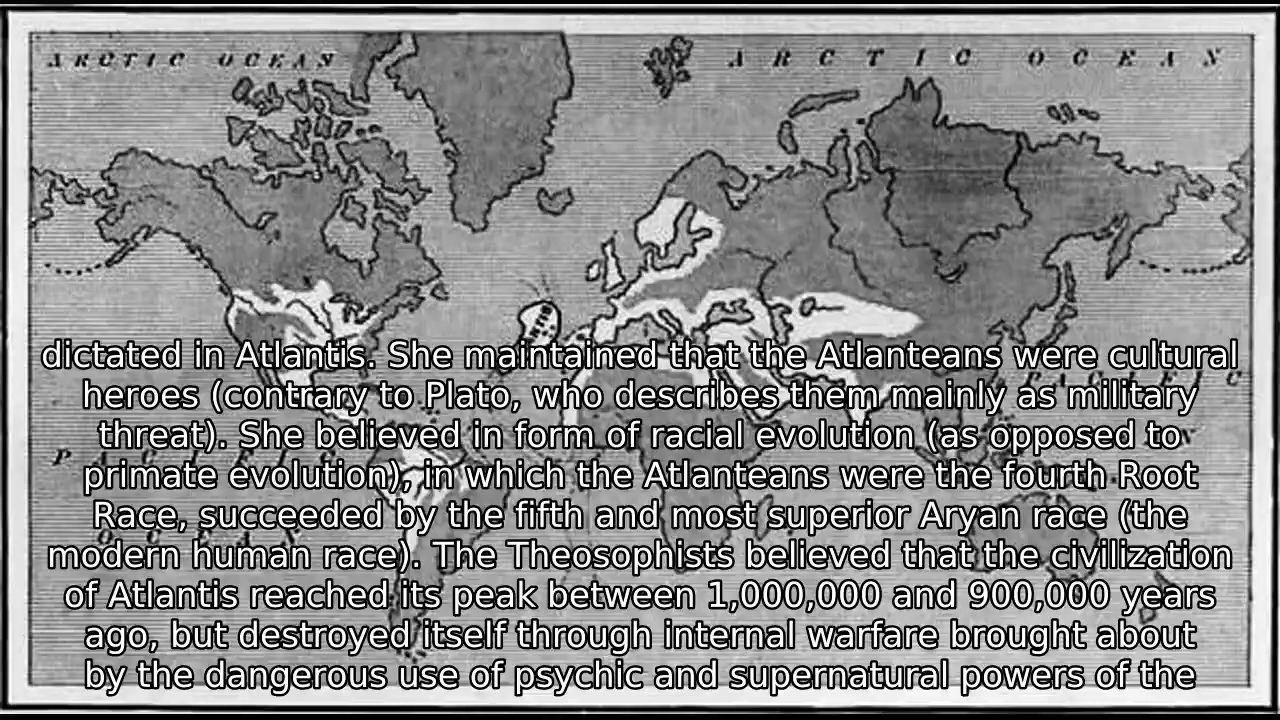 ARCTIC OCEAN
ARCTIC OCEAN
dictated in Atlantis. She maintained that the Atlanteans were cultural
heroes (contrary to Plato, who describes them mainly as military
threat). She believed in form of racial evolution (as opposed to
primate evolution), in which the Atlanteans were the fourth Root
Race, succeeded by the fifth and most superior Aryan race (the
modern human race). The Theosophists believed that the civilization
of Atlantis reached its peak between 1,000,000 and 900,000 years
ago, but destroyed itself through internal warfare brought about
by the dangerous use of psychic and supernatural powers of the
PACIFIC
OCEAN